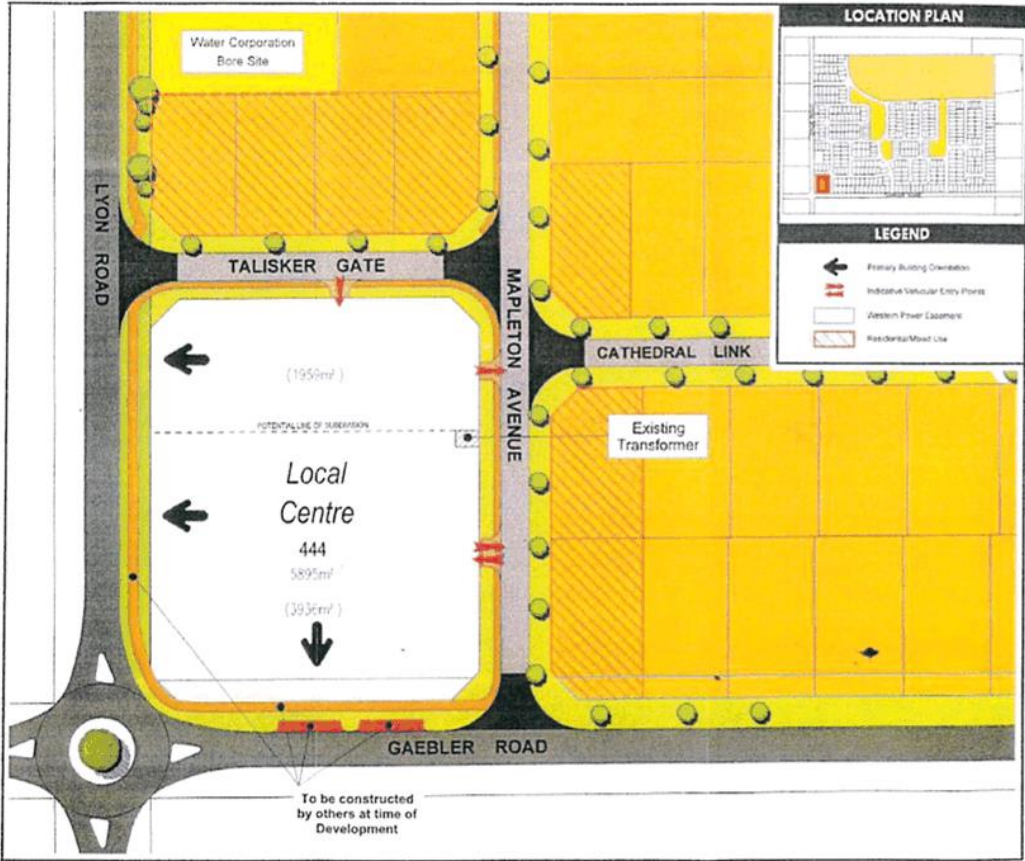 LOCATION PLAN
Water Corporation
Bore Site
LYON ROAD
TALISKER GATE
MAPLETON AVENUE
CATHEDRAL LINK
LEGEND
Primary Building Orientation
Indicative Vehicular Entry Points
Western Power Easement
Residential/Mixed Use
(1959m²)
POTENTIAL LINE OF SUBDIVISION
Existing
Transformer
Local
Centre
444
5895m²
(3936m²)
GAEBLER ROAD
To be constructed
by others at time of
Development